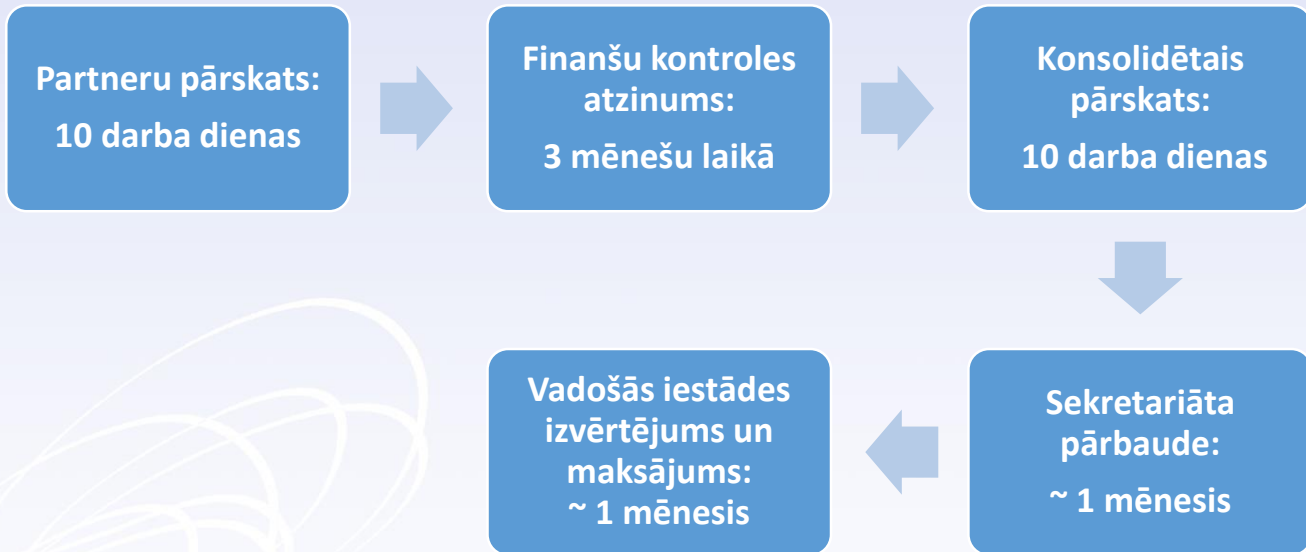 Partneru pārskats:
10 darba dienas
Finanšu kontroles
atzinums:
3 mēnešu laikā
Konsolidētais
pārskats:
10 darba dienas
Sekretariāta
pārbaude:
~ 1 mēnesis
Vadošās iestādes
izvērtējums un
maksājums:
~ 1 mēnesis